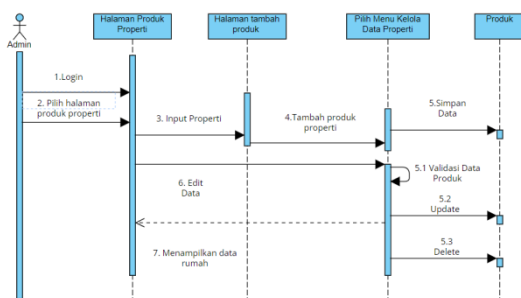 Halaman Produk
Properti
Halaman tambah
produk
Pilih Menu Kelola
Data Properti
Produk
Admin
1.Login
2. Pilih halaman
produk properti
3. Input Properti
4.Tambah produk
properti
5.Simpan
Data
5.1 Validasi Data
Produk
6. Edit
Data
5.2
Update
7. Menampilkan data
rumah
5.3
Delete